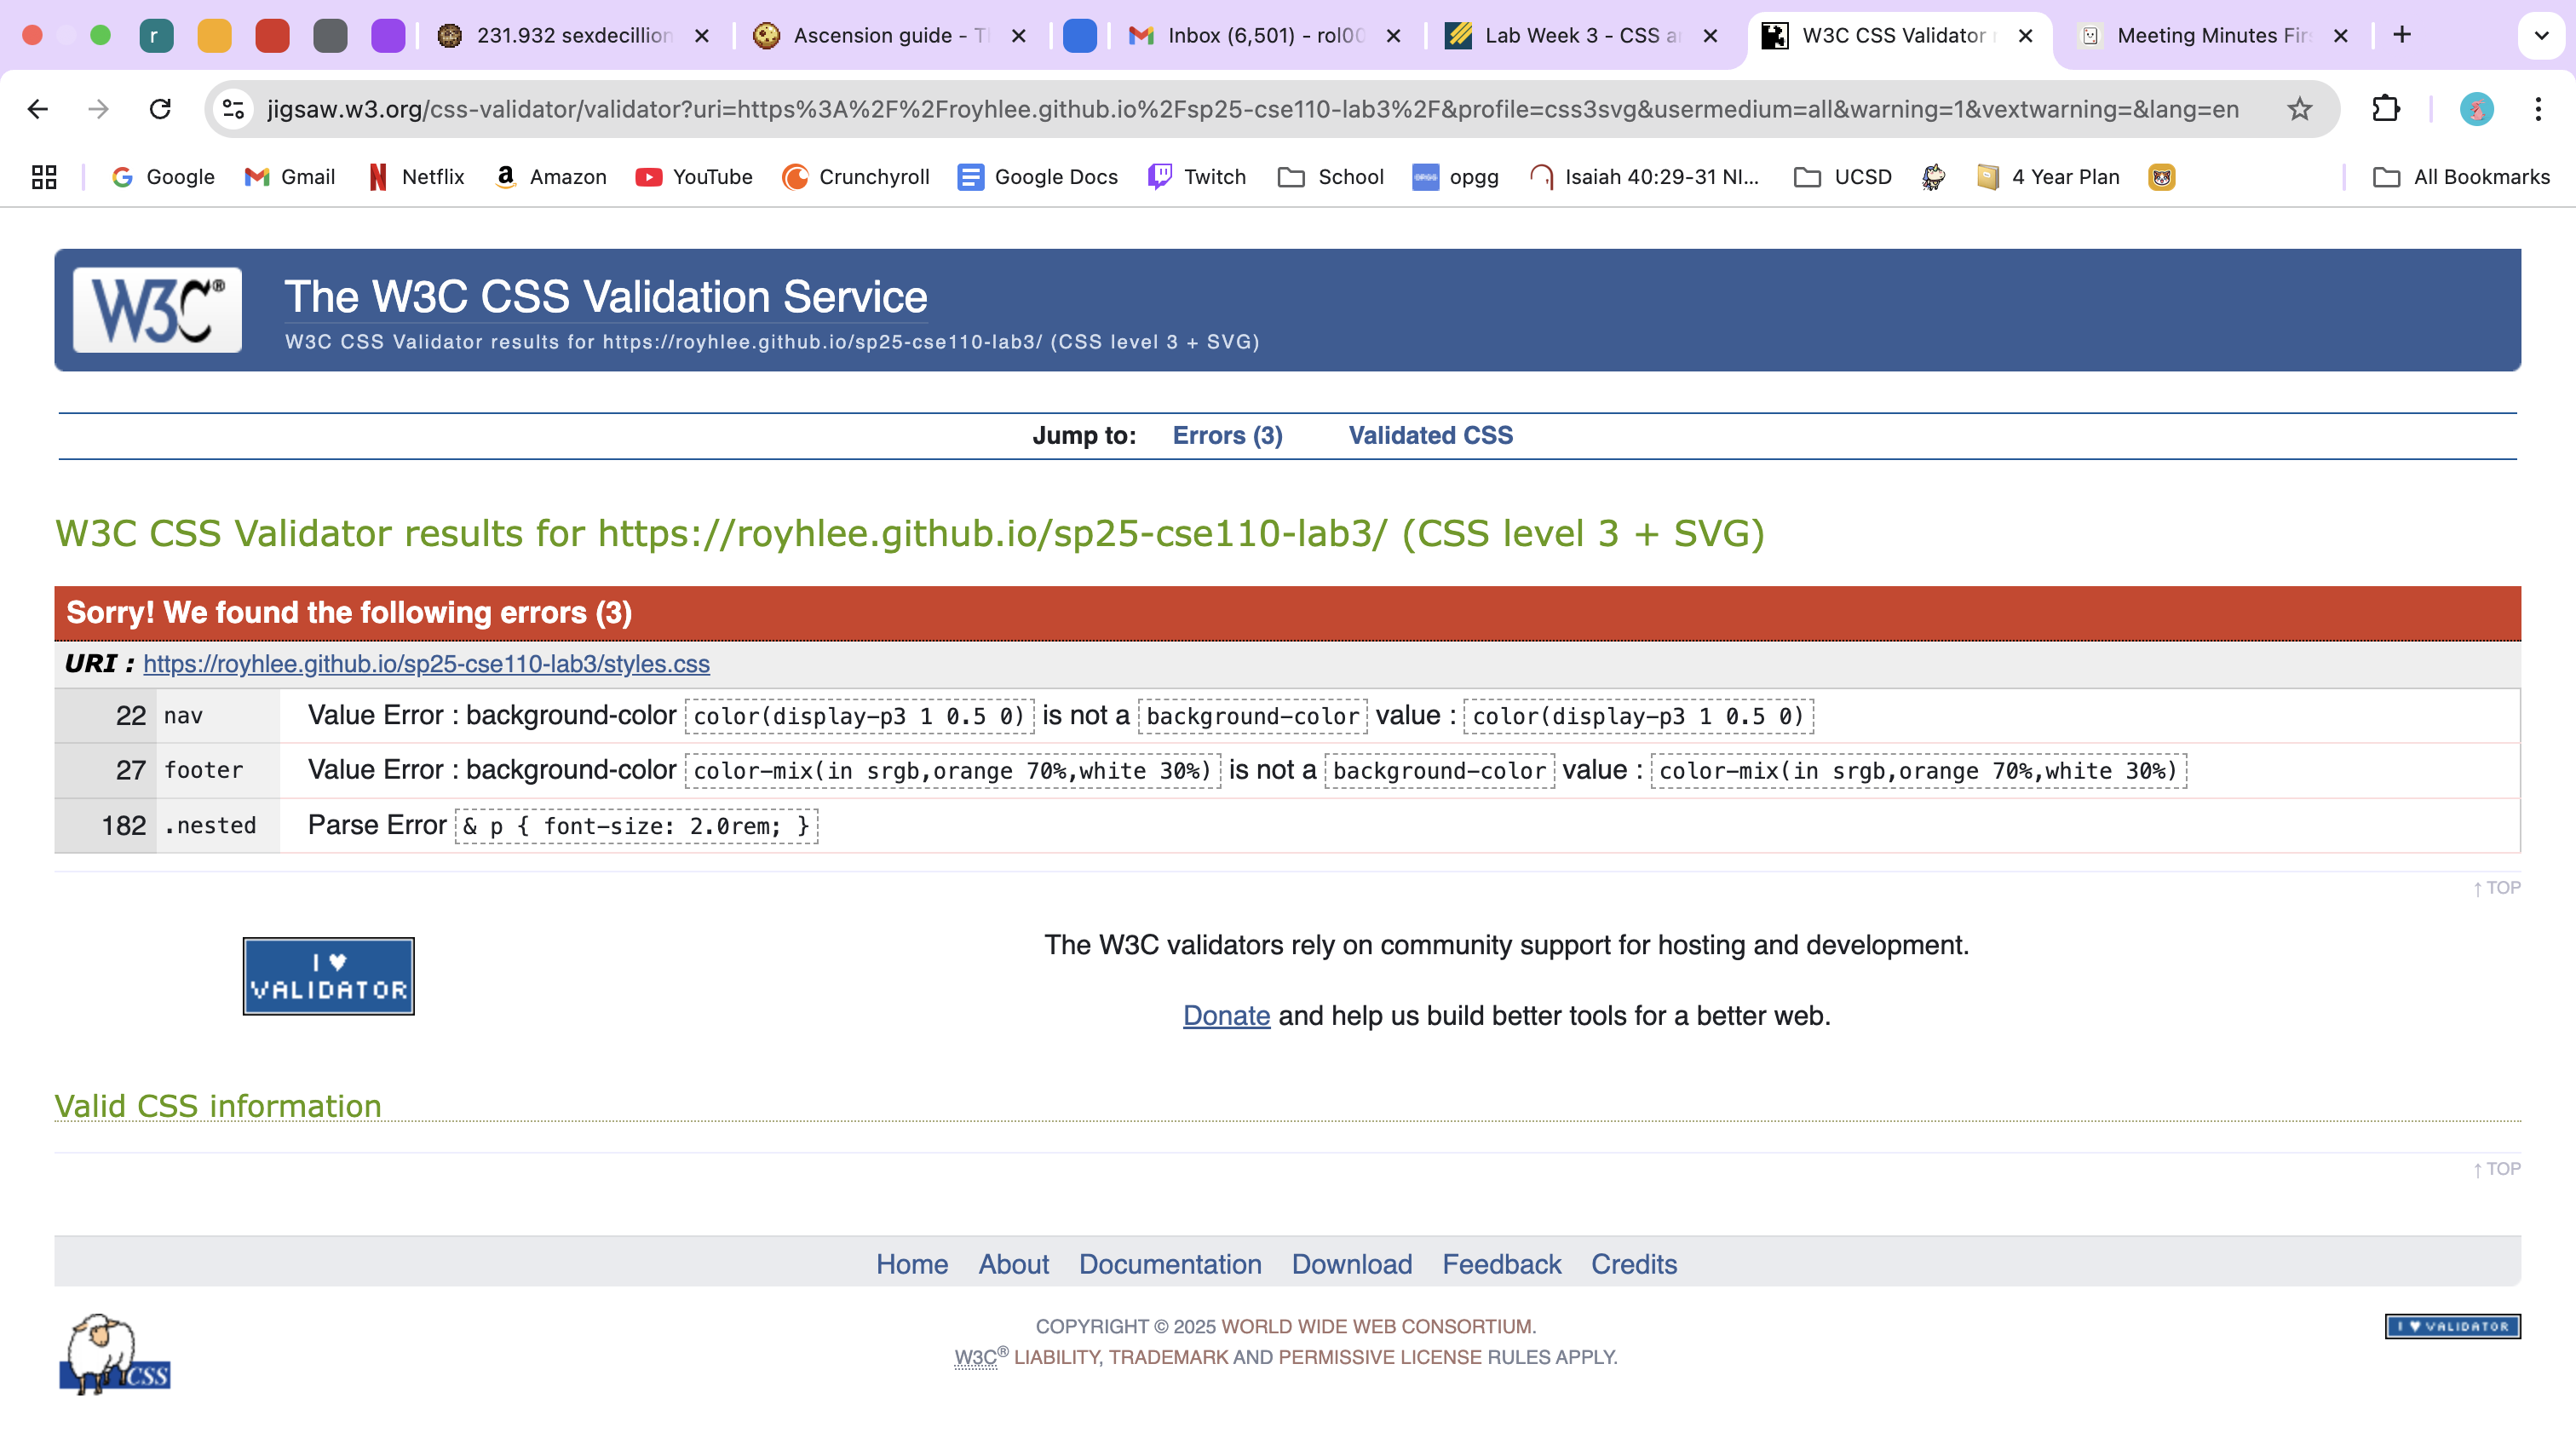 r
231.932 sexdecillion
Ascension guide - T
Inbox (6,501) - rol00
Lab Week 3 - CSS a
W3C CSS Validator
Meeting Minutes Fir
jigsaw.w3.org/css-validator/validator?uri=https%3A%2F%2Froyhlee.github.io%2Fsp25-cse110-lab3%2F&profile=css3svg&usermedium=all&warning=1&vextwarning=&lang=en
Google
Gmail
Netflix
Amazon
YouTube
Crunchyroll
Google Docs
Twitch
School
opgg
Isaiah 40:29-31 NI...
UCSD
4 Year Plan
All Bookmarks
W3C®
The W3C CSS Validation Service
W3C CSS Validator results for https://royhlee.github.io/sp25-cse110-lab3/ (CSS level 3 + SVG)
Jump to: Errors (3) Validated CSS
W3C CSS Validator results for https://royhlee.github.io/sp25-cse110-lab3/ (CSS level 3 + SVG)
Sorry! We found the following errors (3)
URI : https://royhlee.github.io/sp25-cse110-lab3/styles.css
22 nav Value Error : background-color color(display-p3 1 0.5 0) is not a background-color value : color(display-p3 1 0.5 0)
27 footer Value Error : background-color color-mix(in srgb,orange 70%,white 30%) is not a background-color value : color-mix(in srgb,orange 70%,white 30%)
182 .nested Parse Error & p { font-size: 2.0rem; }
↑ TOP
I ♥
VALIDATOR
The W3C validators rely on community support for hosting and development.
Donate and help us build better tools for a better web.
Valid CSS information
↑ TOP
Home About Documentation Download Feedback Credits
CSS
COPYRIGHT © 2025 WORLD WIDE WEB CONSORTIUM.
W3C® LIABILITY, TRADEMARK AND PERMISSIVE LICENSE RULES APPLY.
I ♥ VALIDATOR